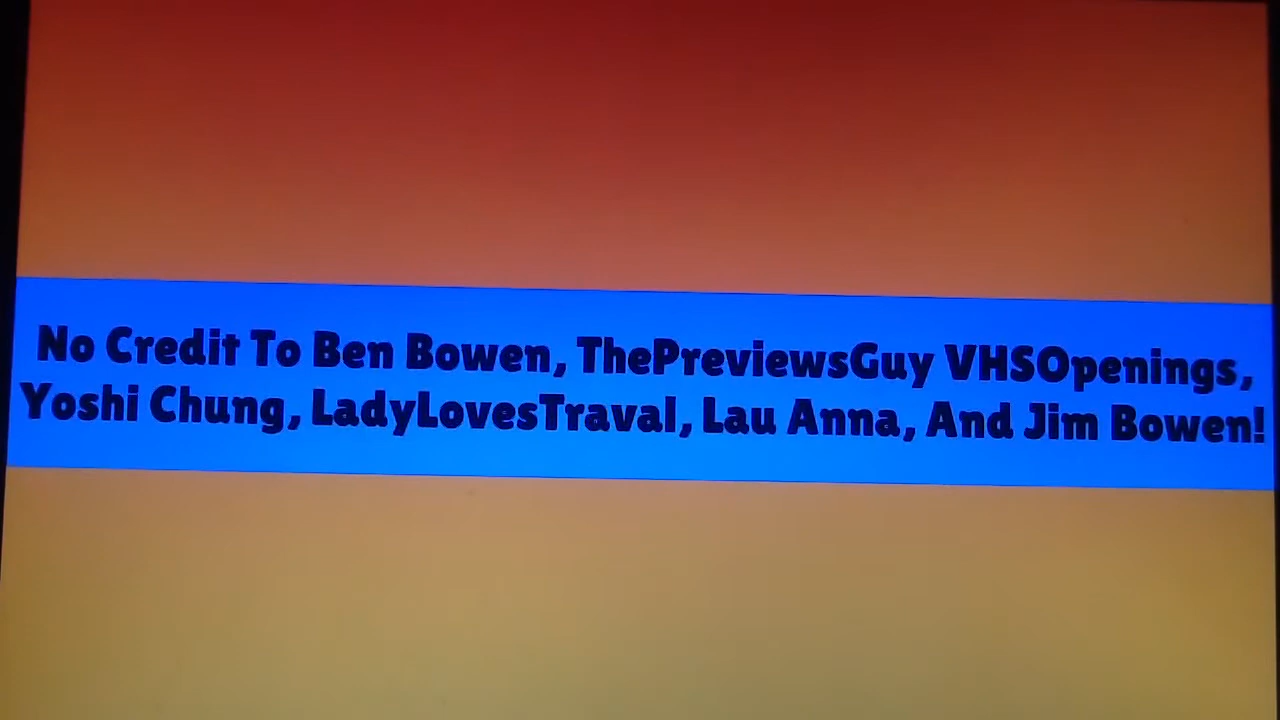 No Credit To Ben Bowen, ThePreviewsGuy VHSOpenings,
Yoshi Chung, LadyLovesTraval, Lau Anna, And Jim Bowen!